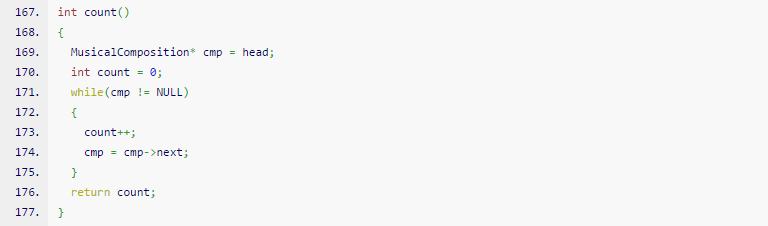 167. int count()
168. {
169.   MusicalComposition* cmp = head;
170.   int count = 0;
171.   while(cmp != NULL)
172.   {
173.     count++;
174.     cmp = cmp->next;
175.   }
176.   return count;
177. }